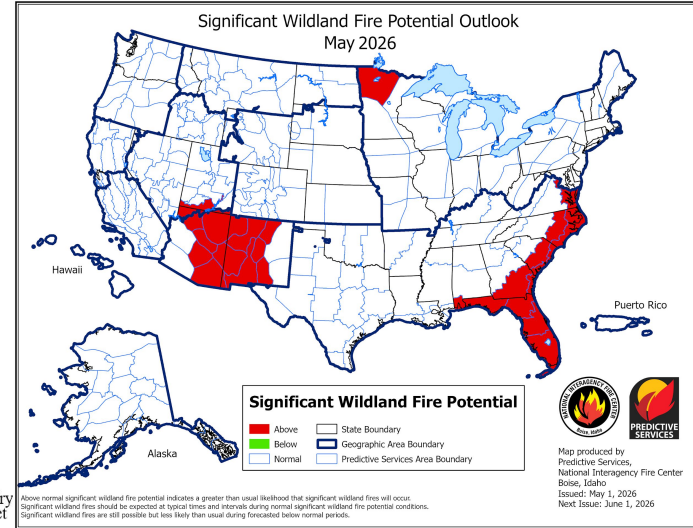 Significant Wildland Fire Potential Outlook
May 2026
Hawaii
Puerto Rico
Alaska
Significant Wildland Fire Potential
Above
Below
Normal
State Boundary
Geographic Area Boundary
Predictive Services Area Boundary
NATIONAL INTERAGENCY FIRE CENTER
Boise, Idaho
PREDICTIVE
SERVICES
Map produced by
Predictive Services,
National Interagency Fire Center
Boise, Idaho
Issued: May 1, 2026
Next Issue: June 1, 2026
Above normal significant wildland fire potential indicates a greater than usual likelihood that significant wildland fires will occur.
Significant wildland fires should be expected at typical times and intervals during normal significant wildland fire potential conditions.
Significant wildland fires are still possible but less likely than usual during forecasted below normal periods.